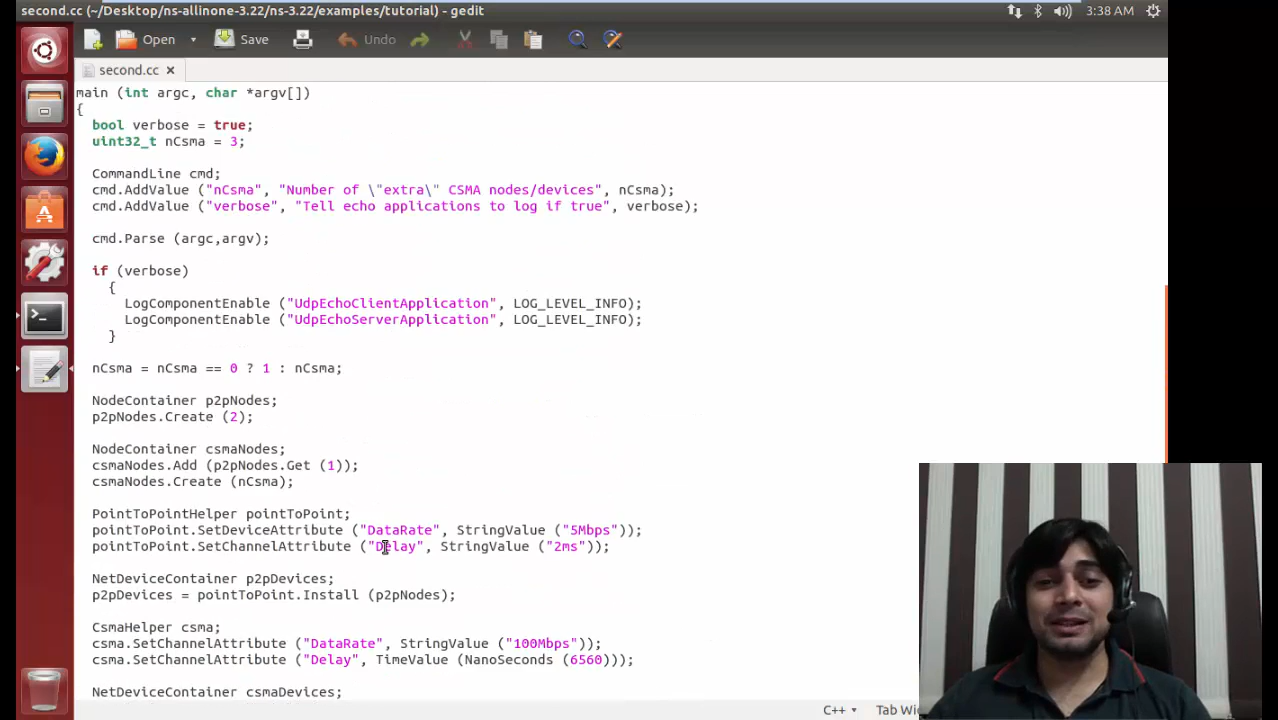 second.cc (~/Desktop/ns-allinone-3.22/ns-3.22/examples/tutorial) - gedit
3:38 AM
Open
Save
Undo
second.cc
main (int argc, char *argv[])
{
bool verbose = true;
uint32_t nCsma = 3;
CommandLine cmd;
cmd.AddValue ("nCsma", "Number of \"extra\" CSMA nodes/devices", nCsma);
cmd.AddValue ("verbose", "Tell echo applications to log if true", verbose);
cmd.Parse (argc,argv);
if (verbose)
{
LogComponentEnable ("UdpEchoClientApplication", LOG_LEVEL_INFO);
LogComponentEnable ("UdpEchoServerApplication", LOG_LEVEL_INFO);
}
nCsma = nCsma == 0 ? 1 : nCsma;
NodeContainer p2pNodes;
p2pNodes.Create (2);
NodeContainer csmaNodes;
csmaNodes.Add (p2pNodes.Get (1));
csmaNodes.Create (nCsma);
PointToPointHelper pointToPoint;
pointToPoint.SetDeviceAttribute ("DataRate", StringValue ("5Mbps"));
pointToPoint.SetChannelAttribute ("Delay", StringValue ("2ms"));
NetDeviceContainer p2pDevices;
p2pDevices = pointToPoint.Install (p2pNodes);
CsmaHelper csma;
csma.SetChannelAttribute ("DataRate", StringValue ("100Mbps"));
csma.SetChannelAttribute ("Delay", TimeValue (NanoSeconds (6560)));
NetDeviceContainer csmaDevices;
C++ Tab Wi